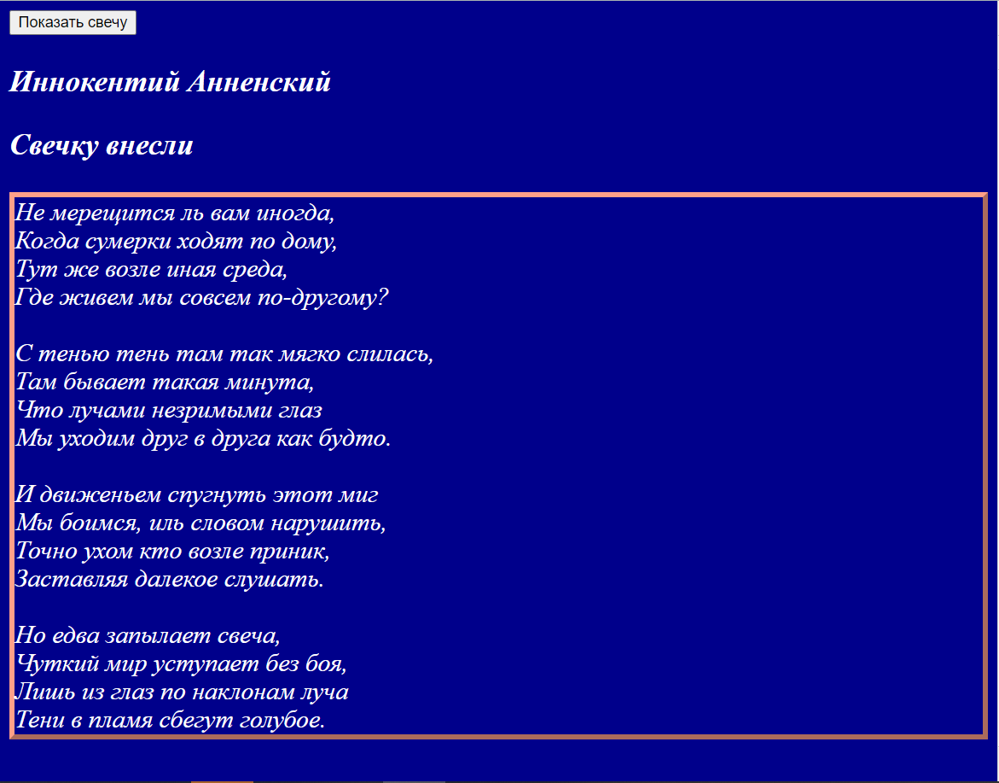 Показать свечу
Иннокентий Анненский
Свечку внесли
Не мерещится ль вам иногда,
Когда сумерки ходят по дому,
Тут же возле иная среда,
Где живем мы совсем по-другому?
С тенью тень там так мягко слилась,
Там бывает такая минута,
Что лучами незримыми глаз
Мы уходим друг в друга как будто.
И движеньем спугнуть этот миг
Мы боимся, иль словом нарушить,
Точно ухом кто возле приник,
Заставляя далекое слушать.
Но едва запылает свеча,
Чуткий мир уступает без боя,
Лишь из глаз по наклонам луча
Тени в пламя сбегут голубое.